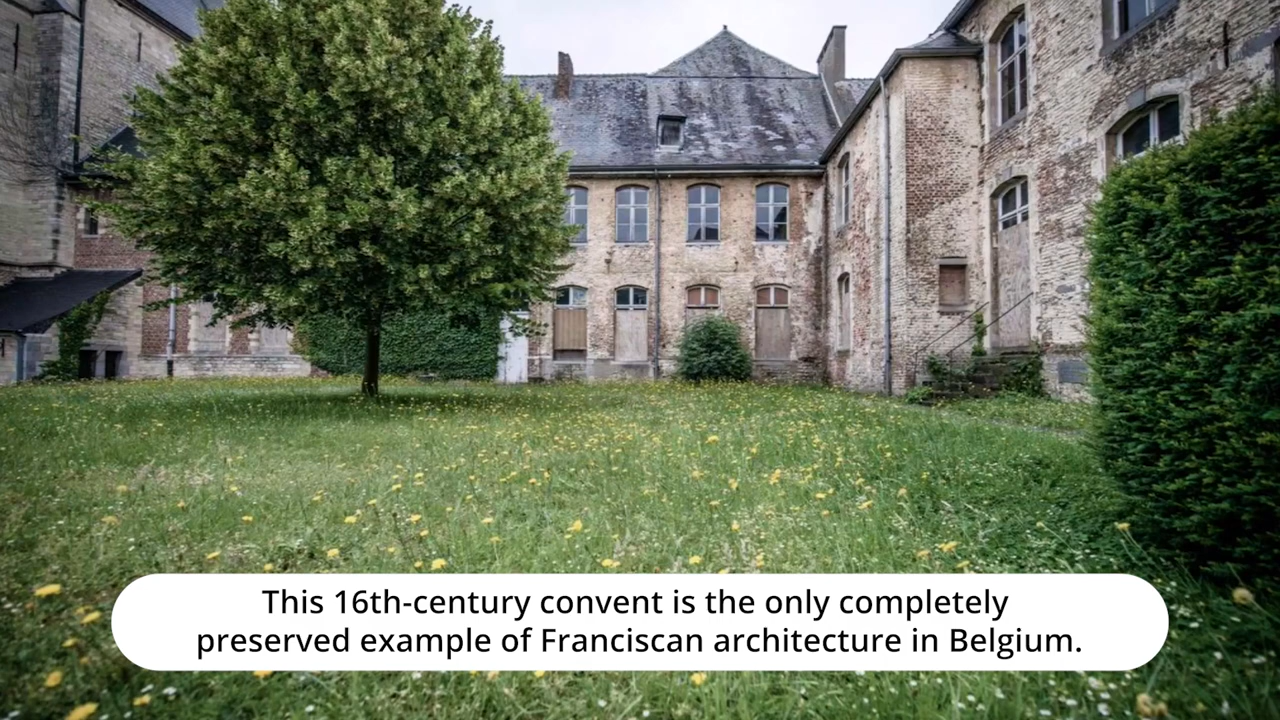 This 16th-century convent is the only completely
preserved example of Franciscan architecture in Belgium.